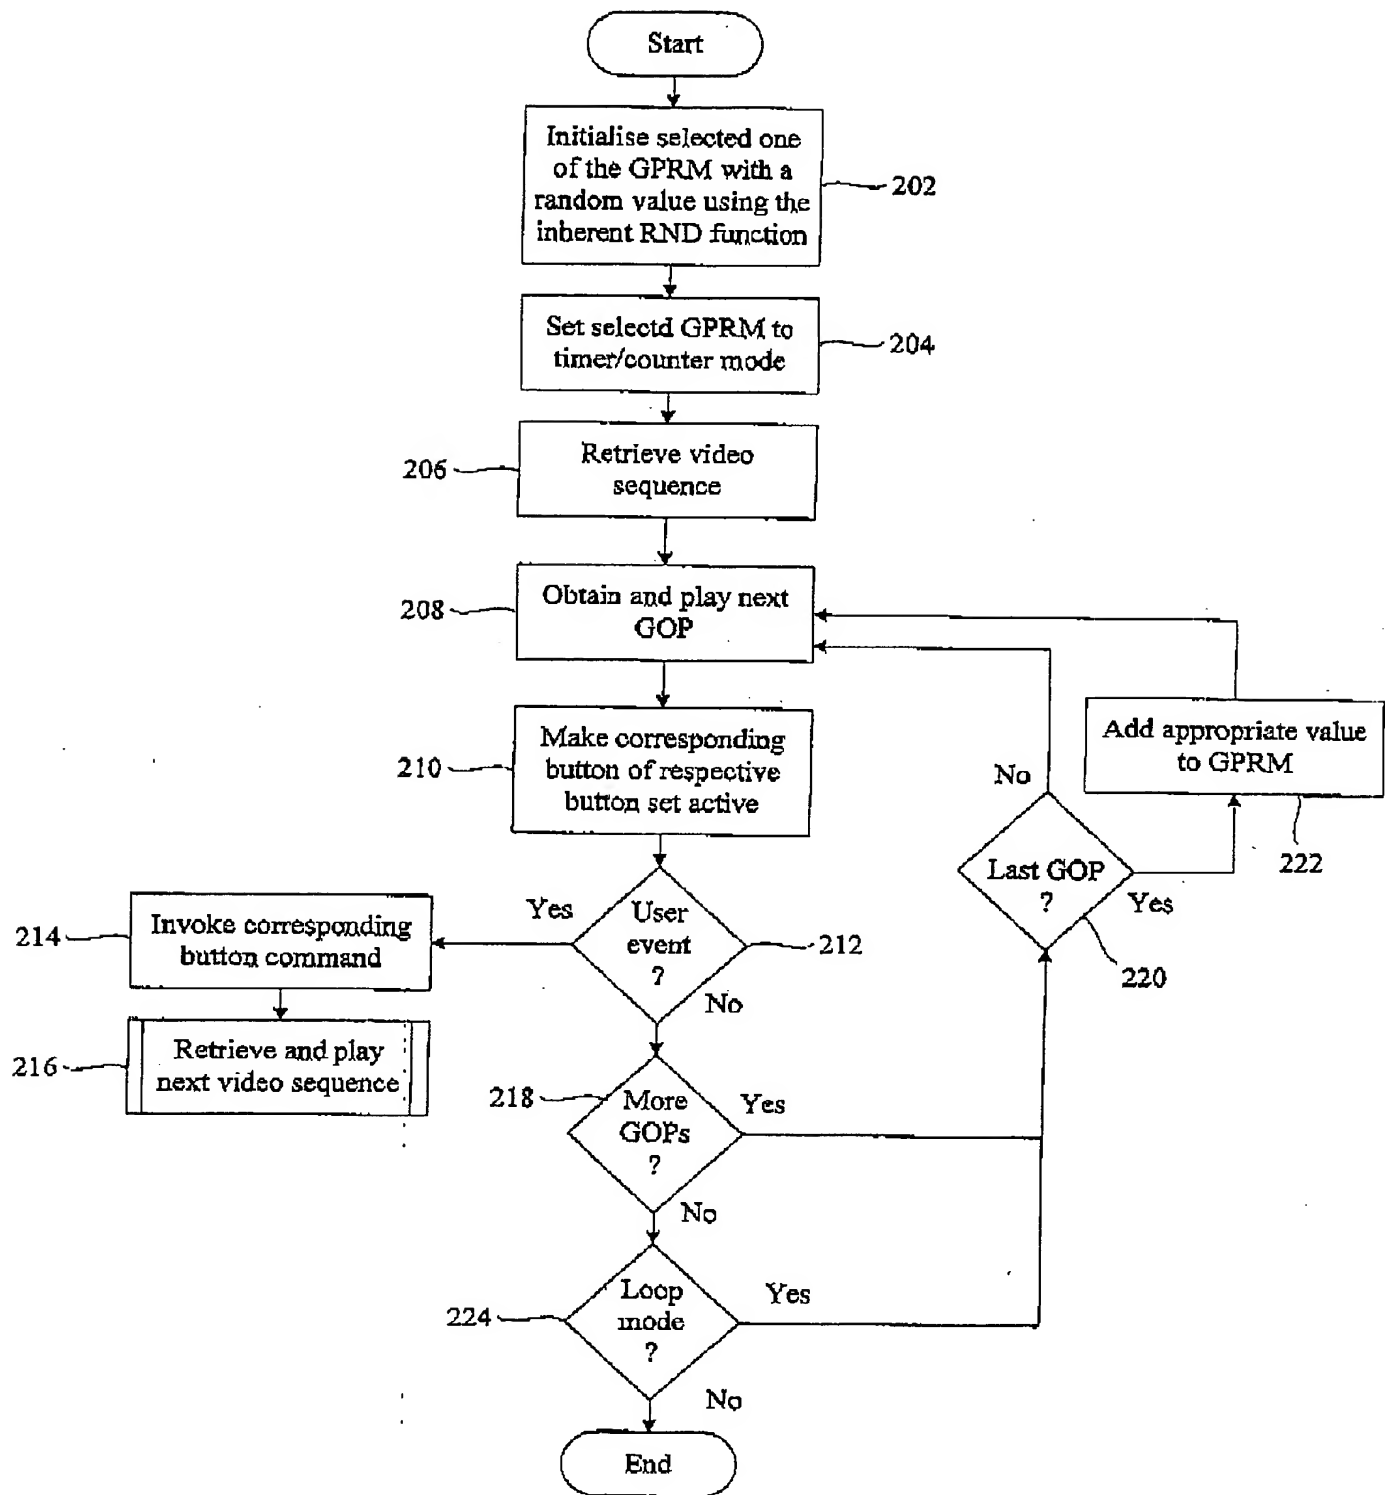 Start
Initialise selected one
of the GPRM with a
random value using the
inherent RND function
202
Set selectd GPRM to
timer/counter mode
204
206
Retrieve video
sequence
208
Obtain and play next
GOP
210
Make corresponding
button of respective
button set active
Add appropriate value
to GPRM
222
No
Last GOP
?
Yes
220
214
Invoke corresponding
button command
Yes
User
event
?
212
No
216
Retrieve and play
next video sequence
218
More
GOPs
?
Yes
No
224
Loop
mode
?
Yes
No
End